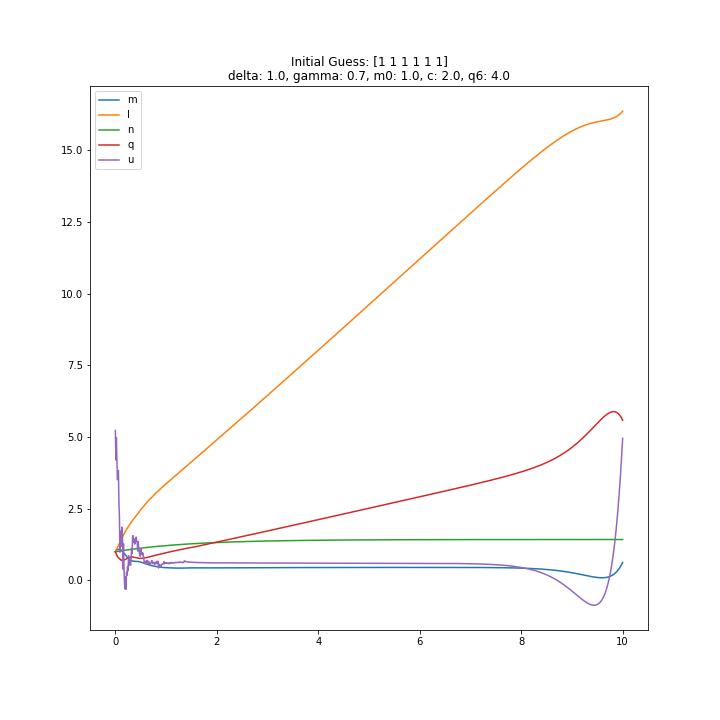 Initial Guess: [1 1 1 1 1 1]
delta: 1.0, gamma: 0.7, m0: 1.0, c: 2.0, q6: 4.0
m
l
n
q
u
15.0
12.5
10.0
7.5
5.0
2.5
0.0
0 2 4 6 8 10